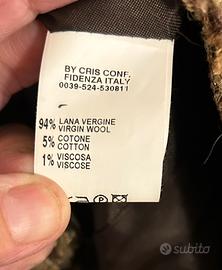 BY CRIS CONF.
FIDENZA ITALY
0039-524-530811
94% LANA VERGINE
VIRGIN WOOL
5% COTONE
COTTON
1% VISCOSA
VISCOSE
subito